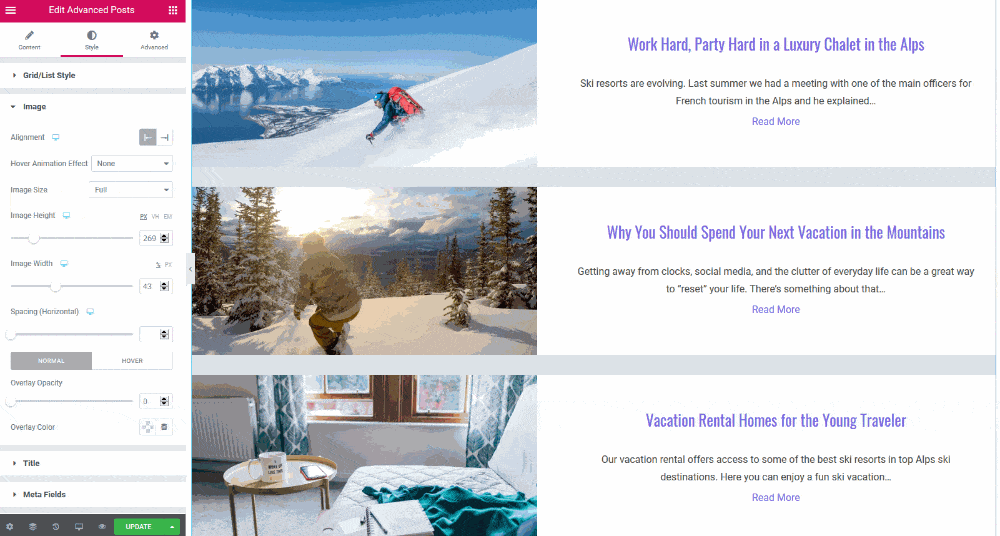 Edit Advanced Posts
Content
Style
Advanced
Grid/List Style
Image
Alignment
Hover Animation Effect
None
Image Size
Full
Image Height
PX VH EM
269
Image Width
% PX
43
Spacing (Horizontal)
NORMAL
HOVER
Overlay Opacity
0
Overlay Color
Title
Meta Fields
UPDATE
Work Hard, Party Hard in a Luxury Chalet in the Alps
Ski resorts are evolving. Last summer we had a meeting with one of the main officers for
French tourism in the Alps and he explained...
Read More
Why You Should Spend Your Next Vacation in the Mountains
Getting away from clocks, social media, and the clutter of everyday life can be a great way
to “reset” your life. There’s something about that...
Read More
Vacation Rental Homes for the Young Traveler
Our vacation rental offers access to some of the best ski resorts in top Alps ski
destinations. Here you can enjoy a fun ski vacation...
Read More